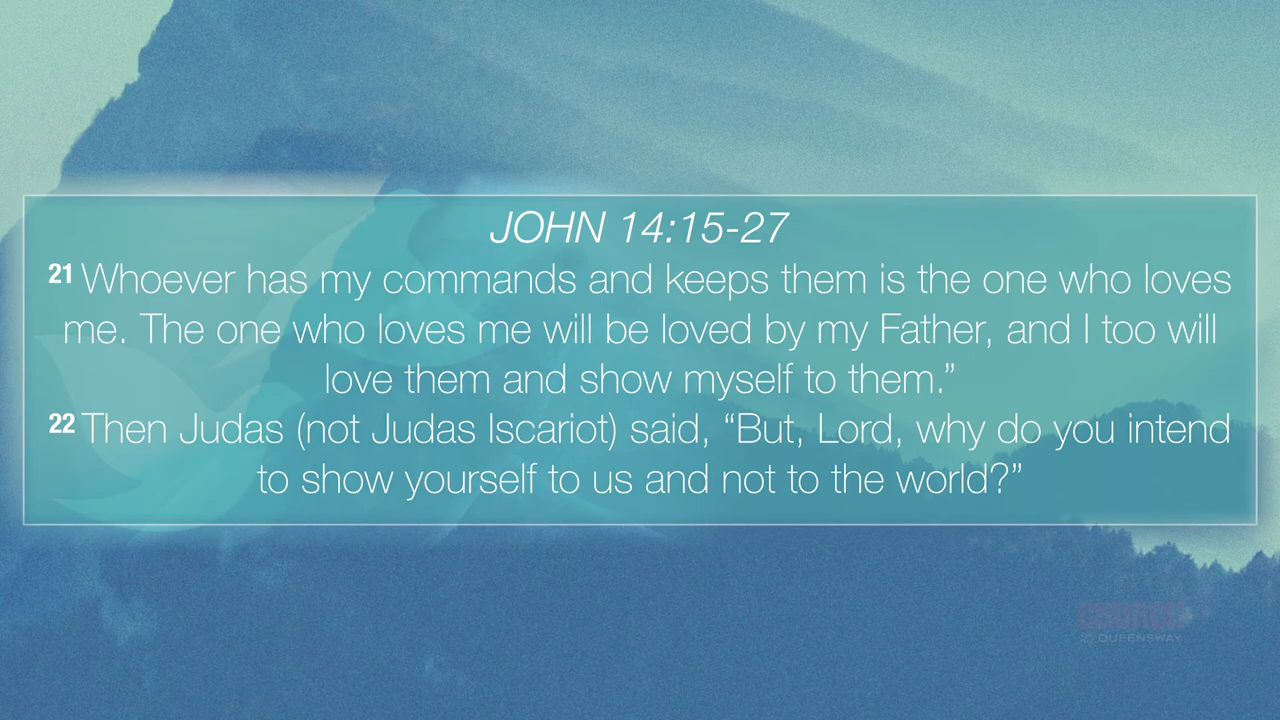 JOHN 14:15-27
21 Whoever has my commands and keeps them is the one who loves
me. The one who loves me will be loved by my Father, and I too will
love them and show myself to them.”
22 Then Judas (not Judas Iscariot) said, “But, Lord, why do you intend
to show yourself to us and not to the world?”
CHURCH
@ QUEENSWAY